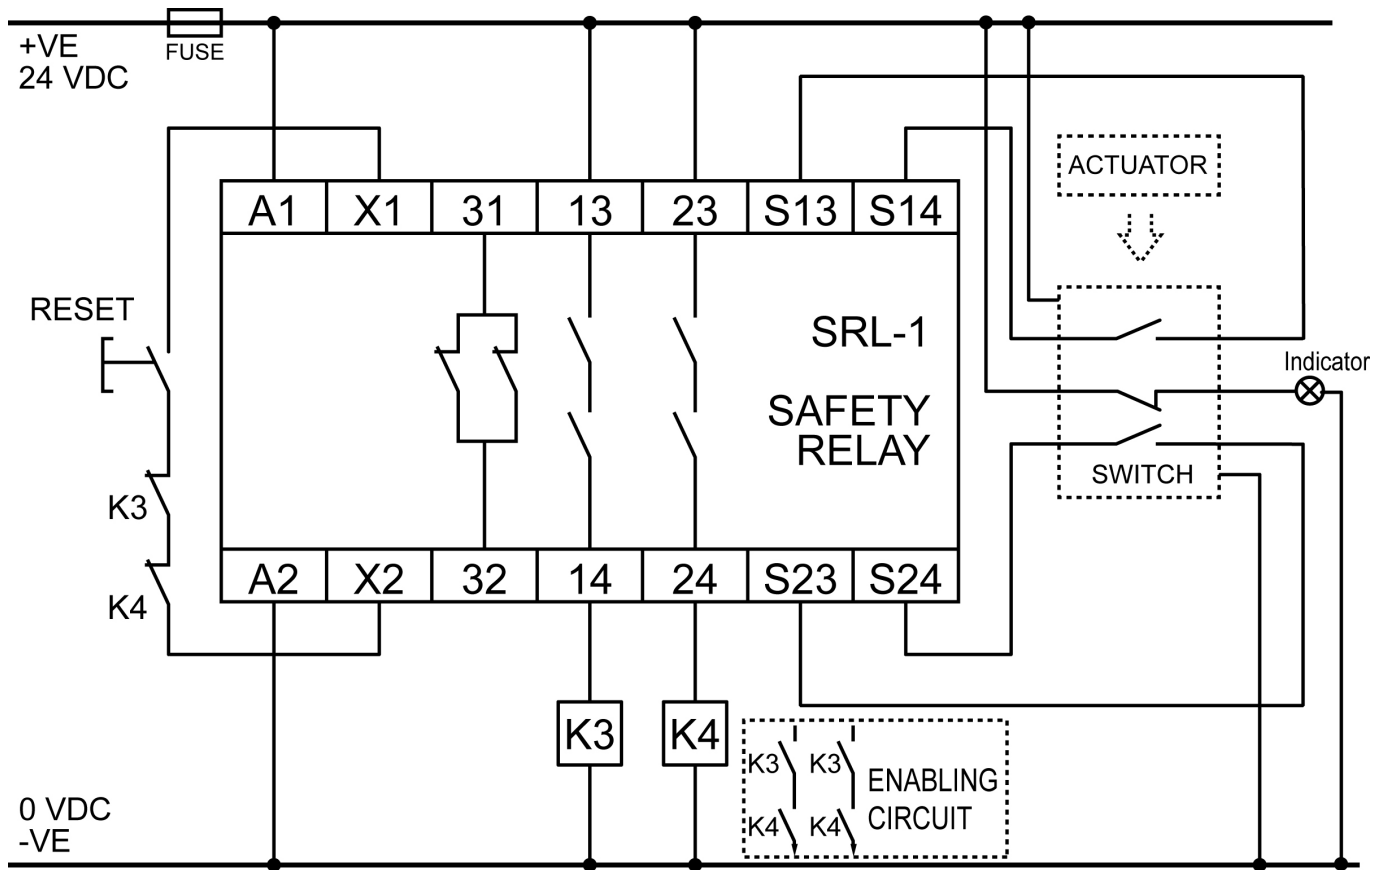 +VE
24 VDC
FUSE
ACTUATOR
A1 X1 31 13 23 S13 S14
RESET
SRL-1
Indicator
SAFETY
RELAY
SWITCH
K3
A2 X2 32 14 24 S23 S24
K4
K3 K4
K3 K3
ENABLING
CIRCUIT
K4 K4
0 VDC
-VE